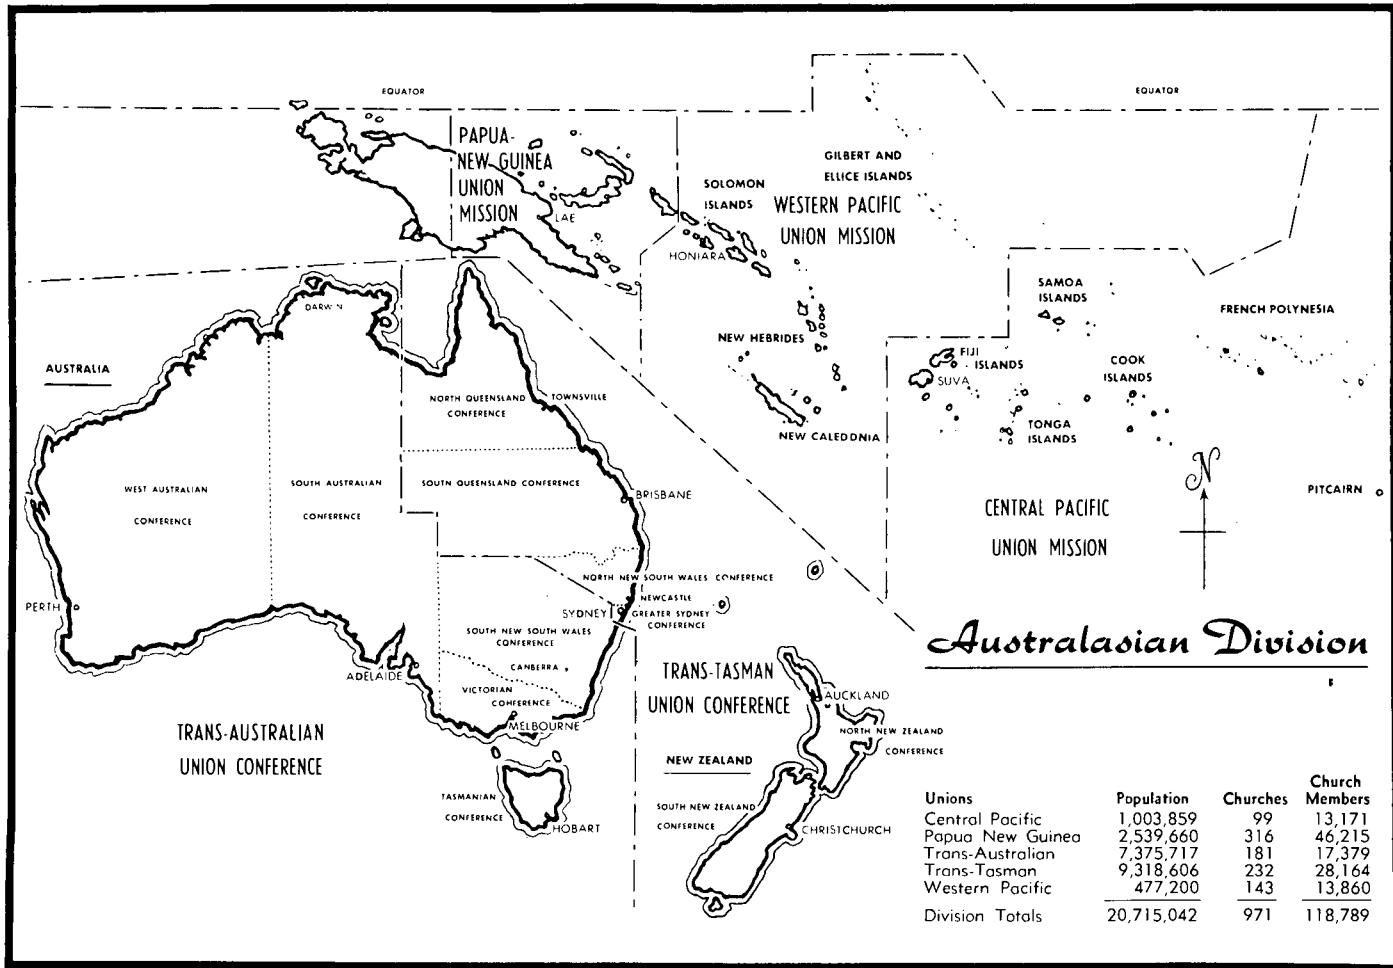 EQUATOR
EQUATOR
PAPUA-
NEW GUINEA
UNION
MISSION
LAE
SOLOMON
ISLANDS
HONIARA
GILBERT AND
ELLICE ISLANDS
WESTERN PACIFIC
UNION MISSION
SAMOA
ISLANDS
FRENCH POLYNESIA
NEW HEBRIDES
FIJI
ISLANDS
SUVA
COOK
ISLANDS
TONGA
ISLANDS
NEW CALEDONIA
N
PITCAIRN
CENTRAL PACIFIC
UNION MISSION
DARWIN
AUSTRALIA
NORTH QUEENSLAND
CONFERENCE
TOWNSVILLE
WEST AUSTRALIAN
CONFERENCE
SOUTH AUSTRALIAN
CONFERENCE
SOUTH QUEENSLAND CONFERENCE
BRISBANE
NORTH NEW SOUTH WALES CONFERENCE
NEWCASTLE
PERTH
SYDNEY
GREATER SYDNEY
CONFERENCE
SOUTH NEW SOUTH WALES
CONFERENCE
CANBERRA
ADELAIDE
VICTORIAN
CONFERENCE
MELBOURNE
TRANS-AUSTRALIAN
UNION CONFERENCE
TASMANIAN
CONFERENCE
HOBART
TRANS-TASMAN
UNION CONFERENCE
AUCKLAND
NORTH NEW ZEALAND
CONFERENCE
NEW ZEALAND
SOUTH NEW ZEALAND
CONFERENCE
CHRISTCHURCH
Australasian Division
Unions Population Churches Church Members
Central Pacific 1,003,859 99 13,171
Papua New Guinea 2,539,660 316 46,215
Trans-Australian 7,375,717 181 17,379
Trans-Tasman 9,318,606 232 28,164
Western Pacific 477,200 143 13,860
Division Totals 20,715,042 971 118,789